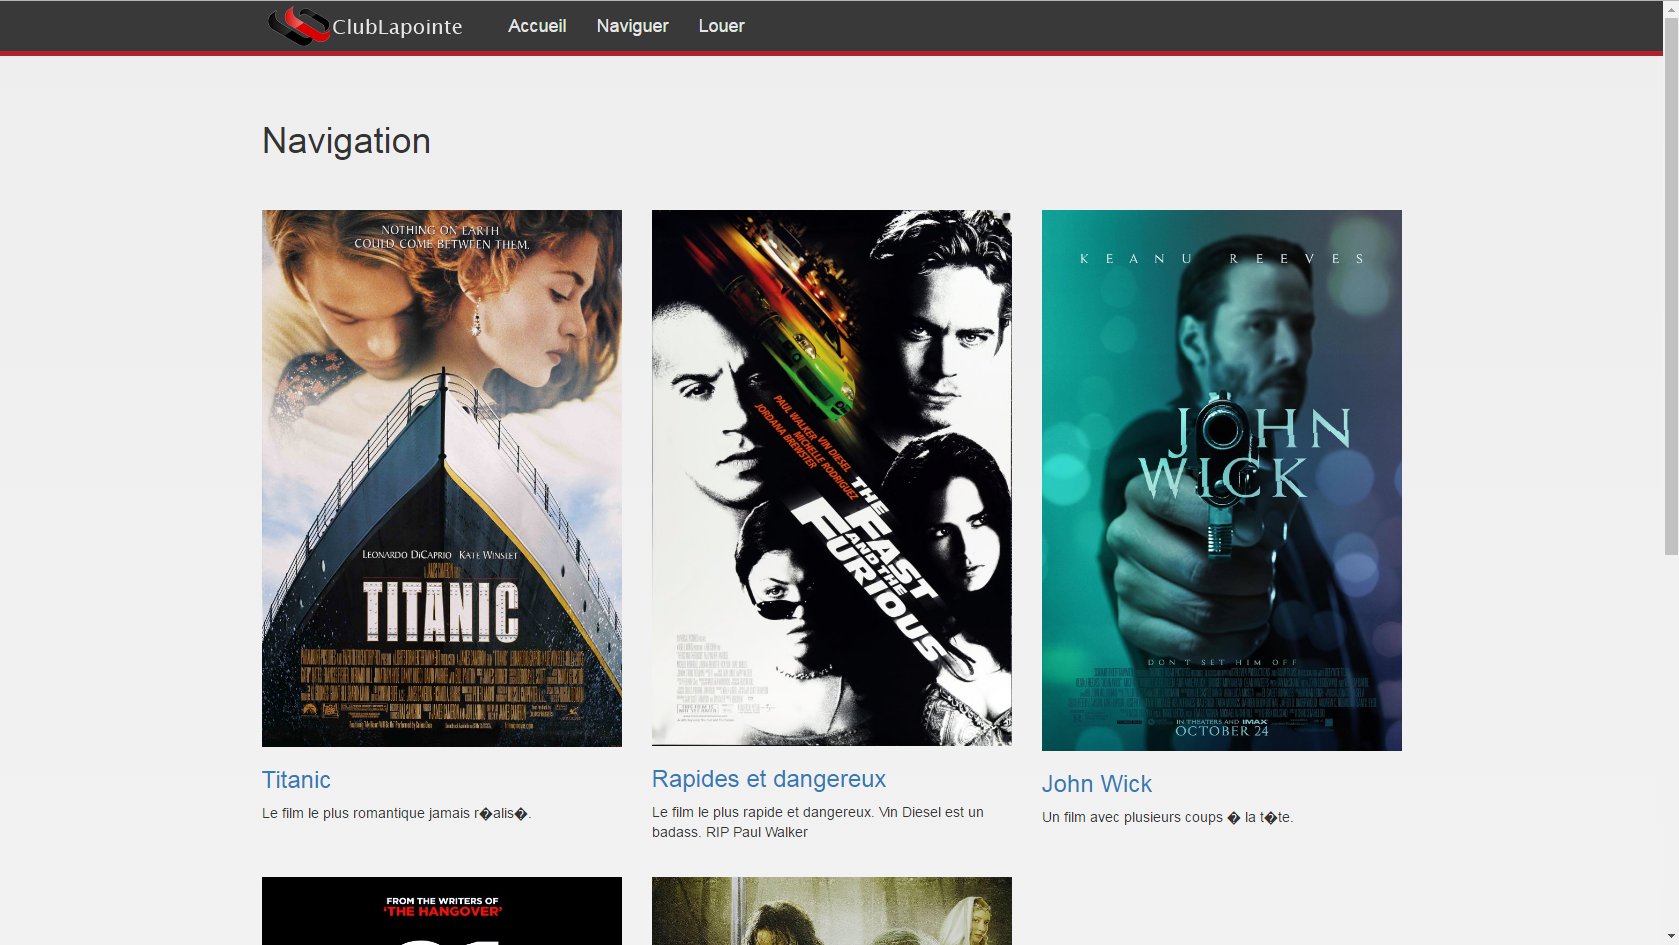 ClubLapointe
Accueil
Naviguer
Louer
Navigation
NOTHING ON EARTH
COULD COME BETWEEN THEM.
LEONARDO DICAPRIO KATE WINSLET
TITANIC
PAUL WALKER VIN DIESEL
MICHELLE RODRIGUEZ
JORDANA BREWSTER
THE
FAST
AND THE
FURIOUS
KEANU REEVES
JOHN
WICK
DON'T SET HIM OFF
IN THEATERS AND IMAX
OCTOBER 24
Titanic
Le film le plus romantique jamais r�alis�.
Rapides et dangereux
Le film le plus rapide et dangereux. Vin Diesel est un
badass. RIP Paul Walker
John Wick
Un film avec plusieurs coups � la t�te.
FROM THE WRITERS OF
'THE HANGOVER'